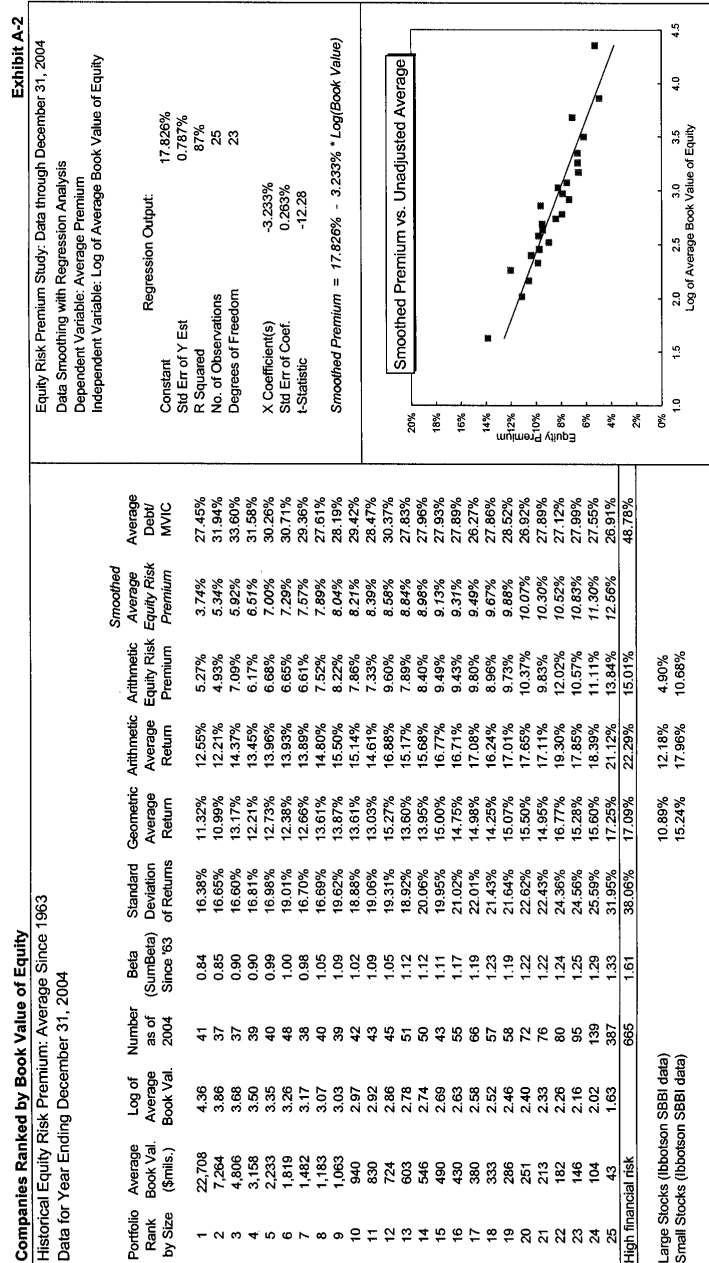 Companies Ranked by Book Value of Equity
Exhibit A-2
Historical Equity Risk Premium: Average Since 1963
Data for Year Ending December 31, 2004
Smoothed
Portfolio Average Log of Number Beta Standard Geometric Arithmetic Arithmetic Average Average
Rank Book Val. Average as of (SumBeta) Deviation Average Average Equity Risk Equity Risk Debt/
by Size ($mils.) Book Val. 2004 Since '63 of Returns Return Return Premium Premium MVIC
1 22,708 4.36 41 0.84 16.38% 11.32% 12.55% 5.27% 3.74% 27.45%
2 7,264 3.86 37 0.85 16.65% 10.99% 12.21% 4.93% 5.34% 31.94%
3 4,806 3.68 37 0.90 16.60% 13.17% 14.37% 7.09% 5.92% 33.60%
4 3,158 3.50 39 0.90 16.81% 12.21% 13.45% 6.17% 6.51% 31.58%
5 2,233 3.35 40 0.99 16.98% 12.73% 13.96% 6.68% 7.00% 30.26%
6 1,819 3.26 48 1.00 19.01% 12.38% 13.93% 6.65% 7.29% 30.71%
7 1,482 3.17 38 0.98 16.70% 12.66% 13.89% 6.61% 7.57% 29.36%
8 1,183 3.07 40 1.05 16.69% 13.61% 14.80% 7.52% 7.89% 27.61%
9 1,063 3.03 39 1.09 19.62% 13.87% 15.50% 8.22% 8.04% 28.19%
10 940 2.97 42 1.02 18.88% 13.61% 15.14% 7.86% 8.21% 29.42%
11 830 2.92 43 1.09 19.06% 13.03% 14.61% 7.33% 8.39% 28.47%
12 724 2.86 45 1.05 19.31% 15.27% 16.88% 9.60% 8.58% 30.37%
13 603 2.78 51 1.12 18.92% 13.60% 15.17% 7.89% 8.84% 27.83%
14 546 2.74 50 1.12 20.06% 13.95% 15.68% 8.40% 8.98% 27.96%
15 490 2.69 43 1.11 19.95% 15.00% 16.77% 9.49% 9.13% 27.93%
16 430 2.63 55 1.17 21.02% 14.75% 16.71% 9.43% 9.31% 27.89%
17 380 2.58 66 1.19 22.01% 14.98% 17.08% 9.80% 9.49% 26.27%
18 333 2.52 57 1.23 21.43% 14.25% 16.24% 8.96% 9.67% 27.86%
19 286 2.46 58 1.19 21.64% 15.07% 17.01% 9.73% 9.88% 28.52%
20 251 2.40 72 1.22 22.62% 15.50% 17.65% 10.37% 10.07% 26.92%
21 213 2.33 76 1.22 22.43% 14.95% 17.11% 9.83% 10.30% 27.89%
22 182 2.26 80 1.24 24.36% 16.77% 19.30% 12.02% 10.52% 27.12%
23 146 2.16 95 1.25 24.56% 15.28% 17.85% 10.57% 10.83% 27.99%
24 104 2.02 139 1.29 25.59% 15.60% 18.39% 11.11% 11.30% 27.55%
25 43 1.63 387 1.33 31.95% 17.25% 21.12% 13.84% 12.56% 26.91%
High financial risk 665 1.61 38.06% 17.09% 22.29% 15.01% 48.78%
Large Stocks (Ibbotson SBBI data) 10.89% 12.18% 4.90%
Small Stocks (Ibbotson SBBI data) 15.24% 17.96% 10.68%
Equity Risk Premium Study: Data through December 31, 2004
Data Smoothing with Regression Analysis
Dependent Variable: Average Premium
Independent Variable: Log of Average Book Value of Equity
Regression Output:
Constant 17.826%
Std Err of Y Est 0.787%
R Squared 87%
No. of Observations 25
Degrees of Freedom 23
X Coefficient(s) -3.233%
Std Err of Coef. 0.263%
t-Statistic -12.28
Smoothed Premium = 17.826% - 3.233% * Log(Book Value)
Smoothed Premium vs. Unadjusted Average
20%
18%
16%
14%
12%
10%
8%
6%
4%
2%
0%
Equity Premium
1.0 1.5 2.0 2.5 3.0 3.5 4.0 4.5
Log of Average Book Value of Equity